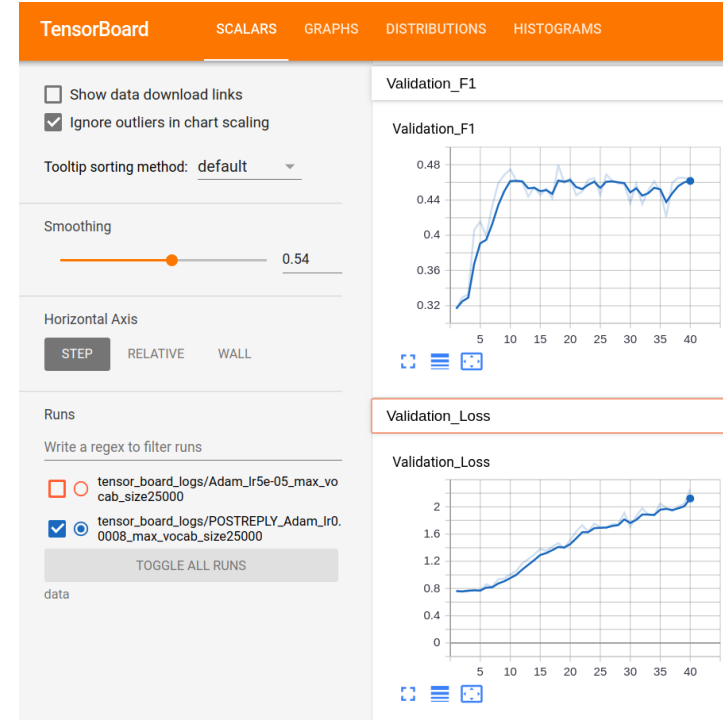 TensorBoard SCALARS GRAPHS DISTRIBUTIONS HISTOGRAMS
Show data download links
Ignore outliers in chart scaling
Tooltip sorting method: default
Smoothing
0.54
Horizontal Axis
STEP RELATIVE WALL
Runs
Write a regex to filter runs
tensor_board_logs/Adam_lr5e-05_max_vo
cab_size25000
tensor_board_logs/POSTREPLY_Adam_lr0.
0008_max_vocab_size25000
TOGGLE ALL RUNS
data
Validation_F1
Validation_F1
0.48
0.44
0.4
0.36
0.32
5 10 15 20 25 30 35 40
Validation_Loss
Validation_Loss
2
1.6
1.2
0.8
0.4
0
5 10 15 20 25 30 35 40